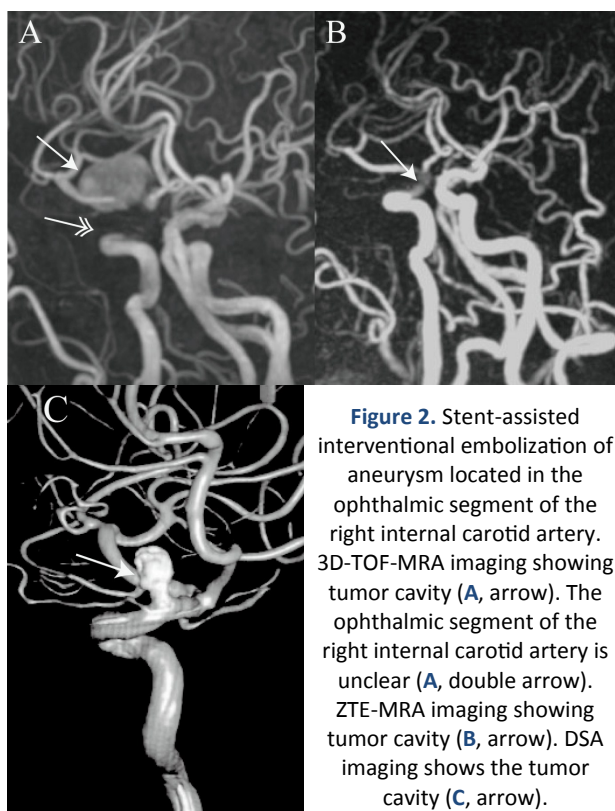 A
B
C
Figure 2. Stent-assisted
interventional embolization of
aneurysm located in the
ophthalmic segment of the
right internal carotid artery.
3D-TOF-MRA imaging showing
tumor cavity (A, arrow). The
ophthalmic segment of the
right internal carotid artery is
unclear (A, double arrow).
ZTE-MRA imaging showing
tumor cavity (B, arrow). DSA
imaging shows the tumor
cavity (C, arrow).